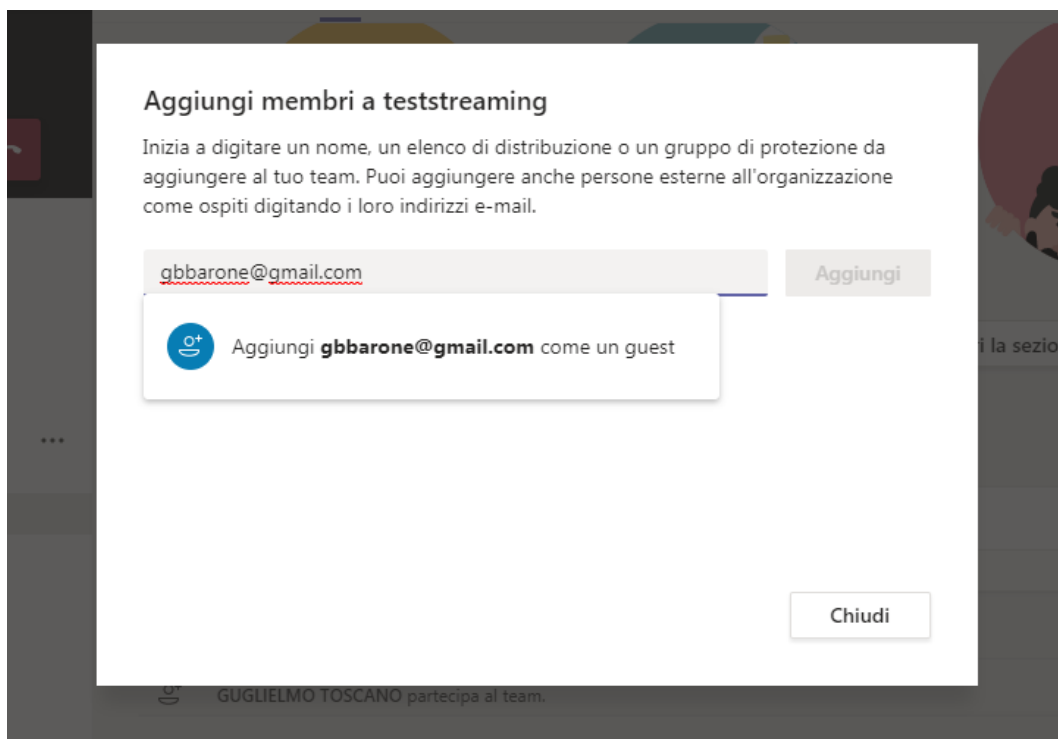 Aggiungi membri a teststreaming
Inizia a digitare un nome, un elenco di distribuzione o un gruppo di protezione da
aggiungere al tuo team. Puoi aggiungere anche persone esterne all'organizzazione
come ospiti digitando i loro indirizzi e-mail.
gbbarone@gmail.com
Aggiungi
Aggiungi gbbarone@gmail.com come un guest
i la sezio
...
Chiudi
GUGLIELMO TOSCANO partecipa al team.